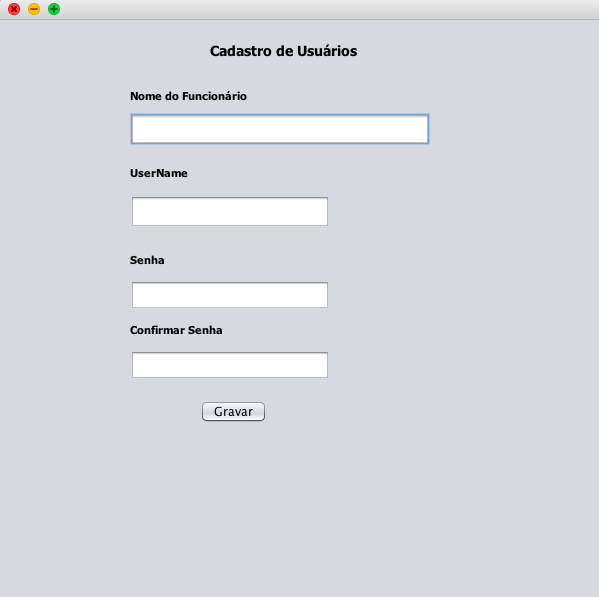 Cadastro de Usuários
Nome do Funcionário
UserName
Senha
Confirmar Senha
Gravar